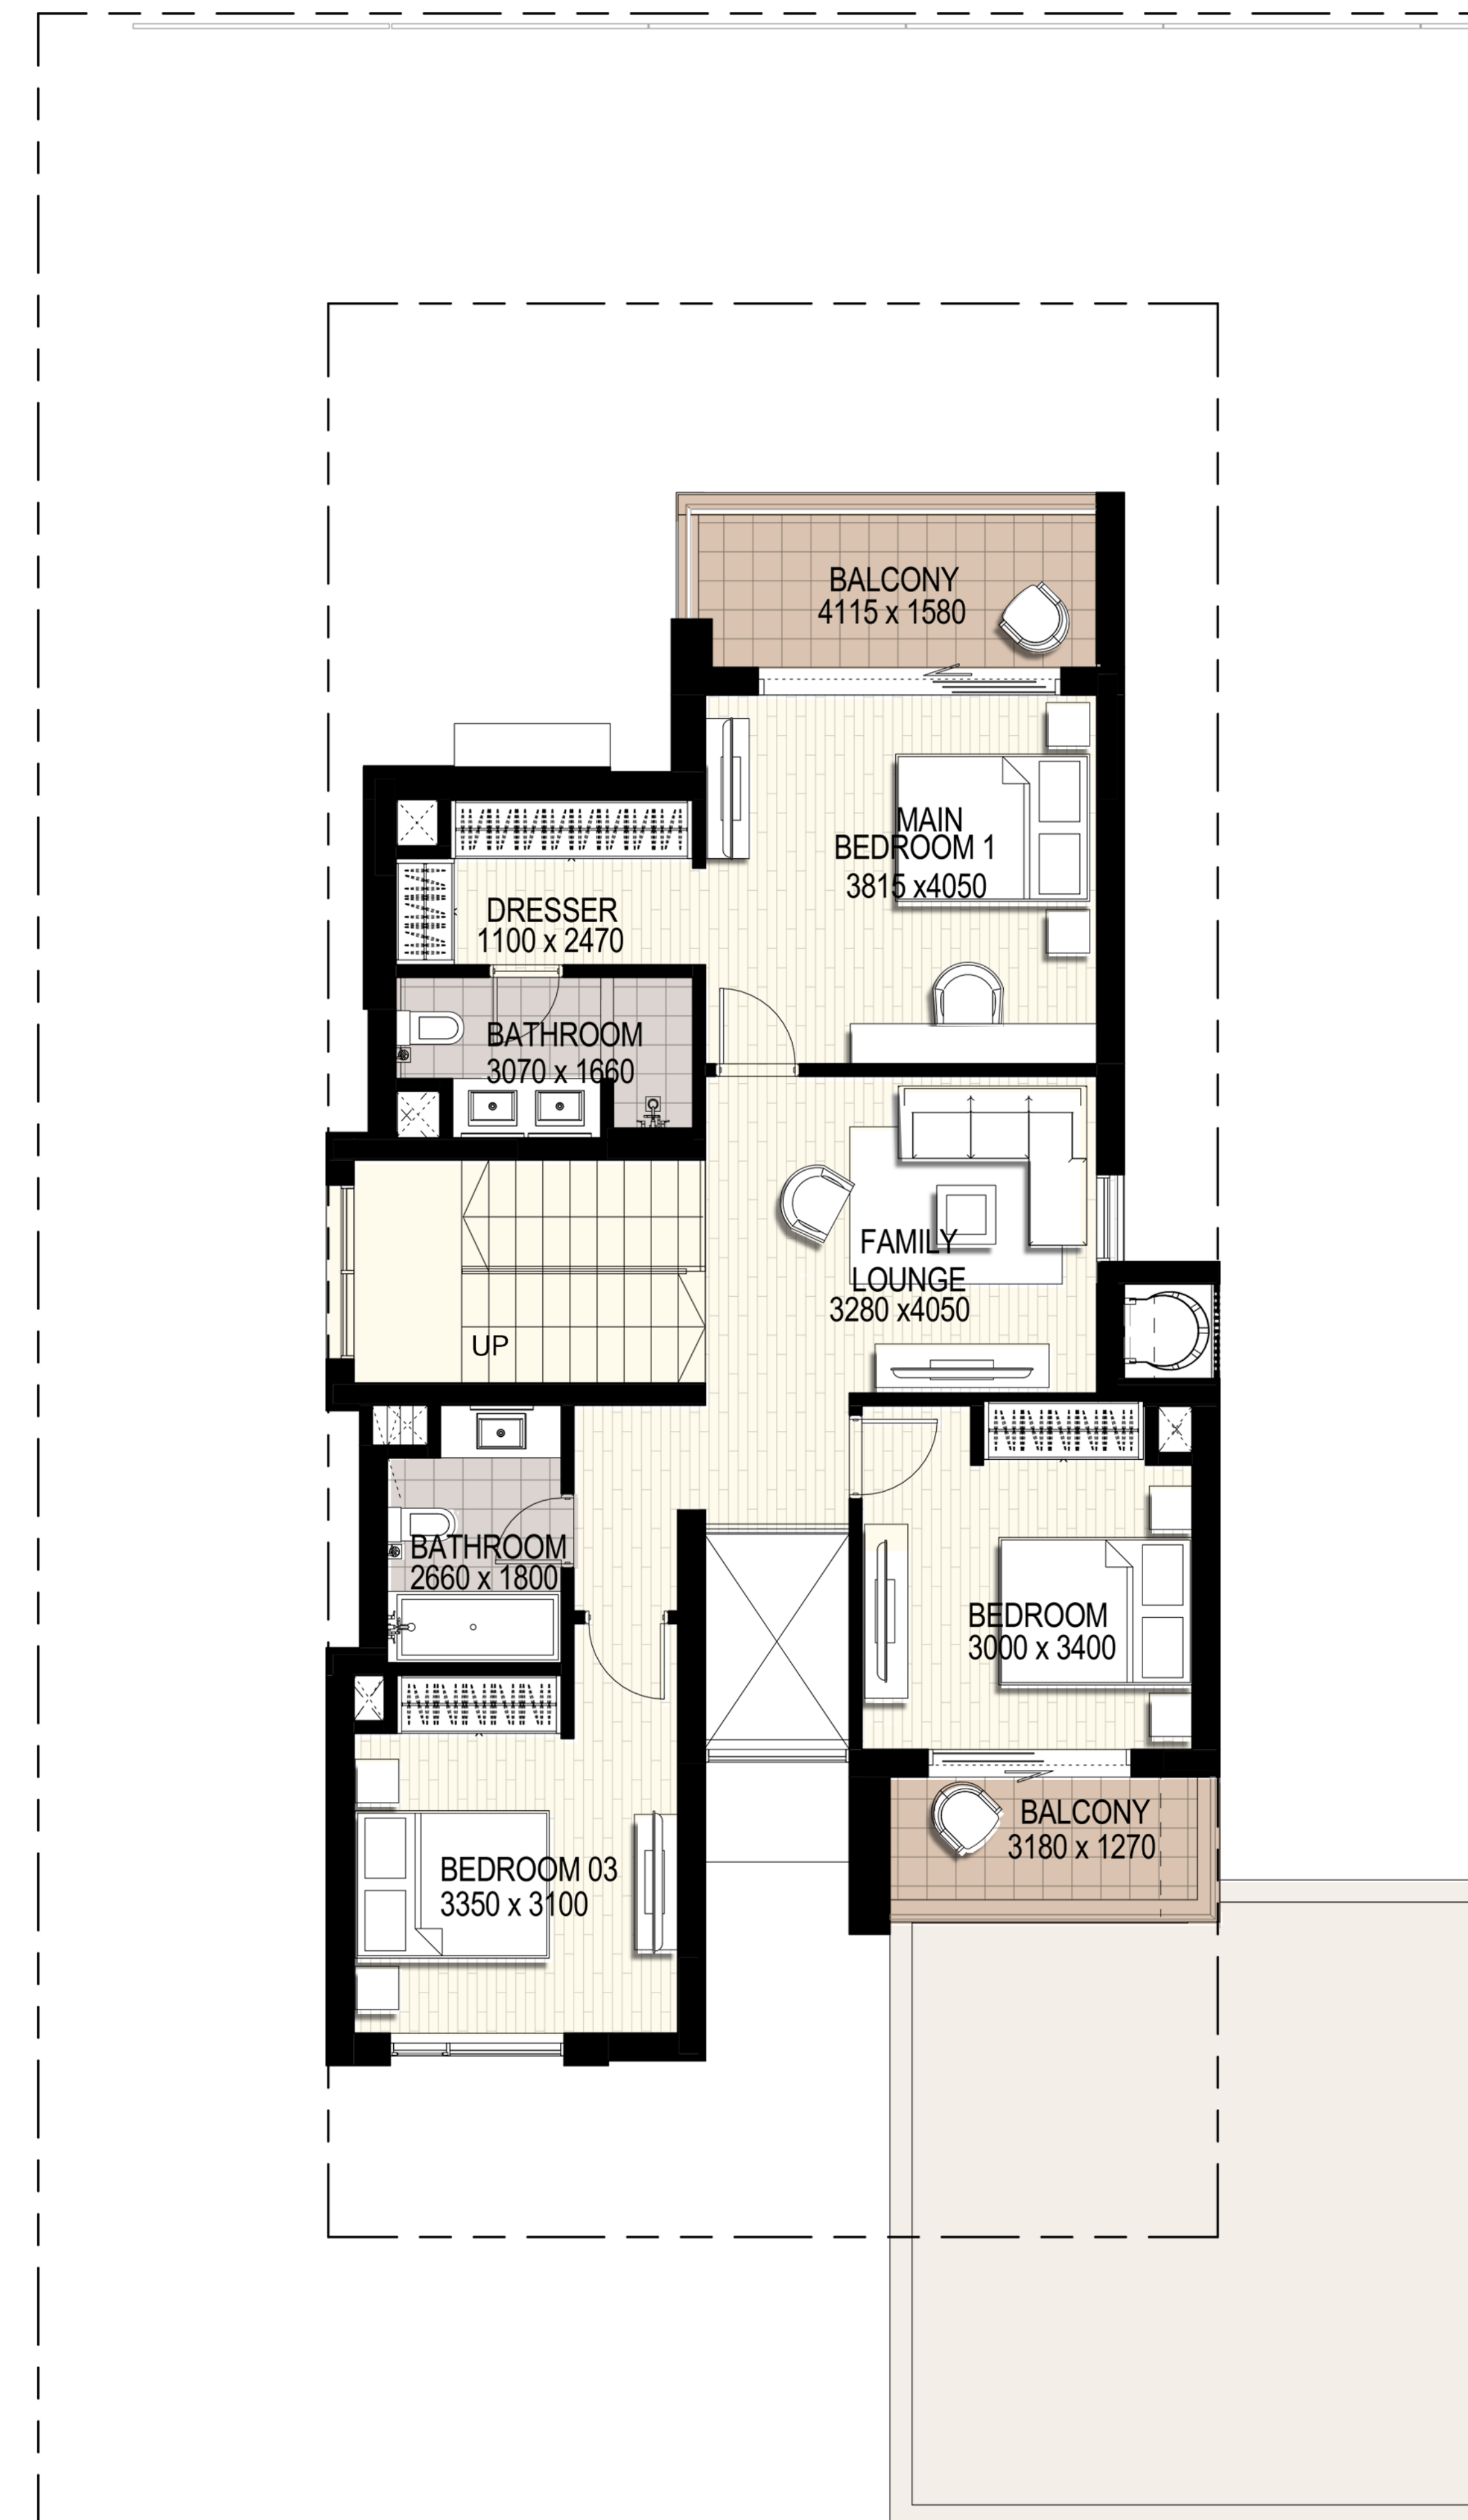 BALCONY
4115 x 1580
MAIN
BEDROOM 1
3815 x4050
DRESSER
1100 x 2470
BATHROOM
3070 x 1660
FAMILY
LOUNGE
3280 x4050
UP
BATHROOM
2660 x 1800
BEDROOM
3000 x 3400
BALCONY
3180 x 1270
BEDROOM 03
3350 x 3100